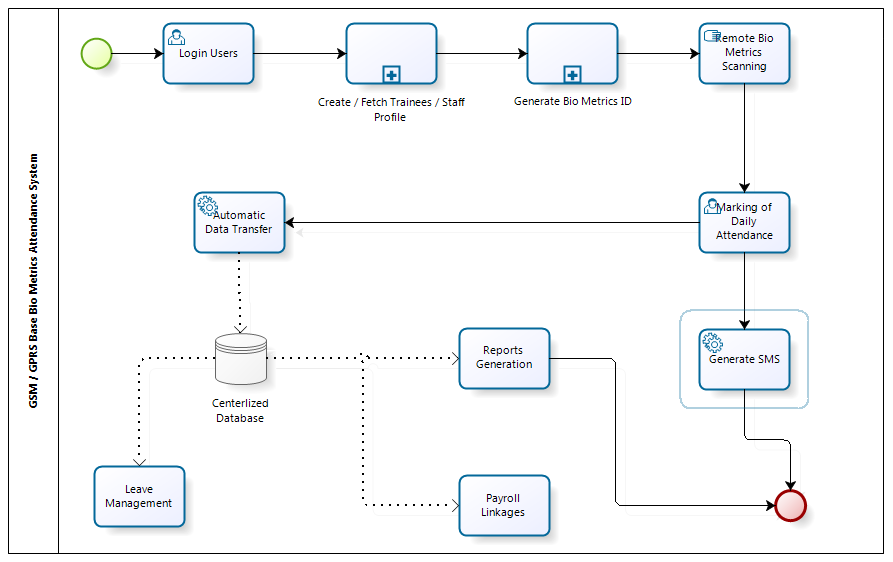 GSM / GPRS Base Bio Metrics Attendance System
Login Users
Create / Fetch Trainees / Staff
Profile
Generate Bio Metrics ID
Remote Bio
Metrics
Scanning
Automatic
Data Transfer
Marking of
Daily
Attendance
Centerlized
Database
Reports
Generation
Generate SMS
Leave
Management
Payroll
Linkages